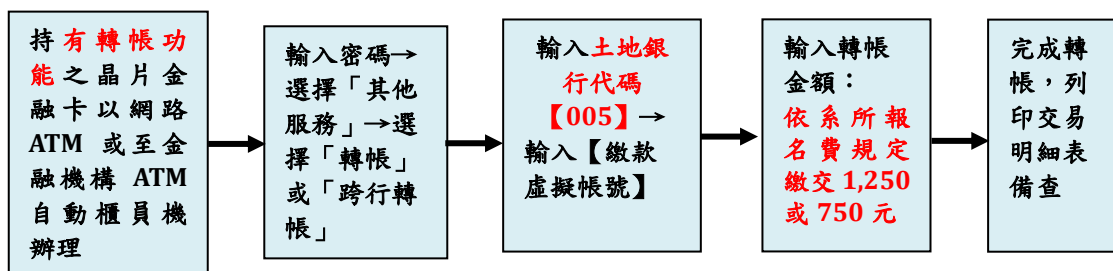 持有轉帳功
能之晶片金
融卡以網路
ATM 或至金
融機構 ATM
自動櫃員機
辦理
輸入密碼→
選擇「其他
服務」→選
擇「轉帳」
或「跨行轉
帳」
輸入土地銀
行代碼
【005】→
輸入【繳款
虛擬帳號】
輸入轉帳
金額：
依系所報
名費規定
繳交 1,250
或 750 元
完成轉
帳，列
印交易
明細表
備查